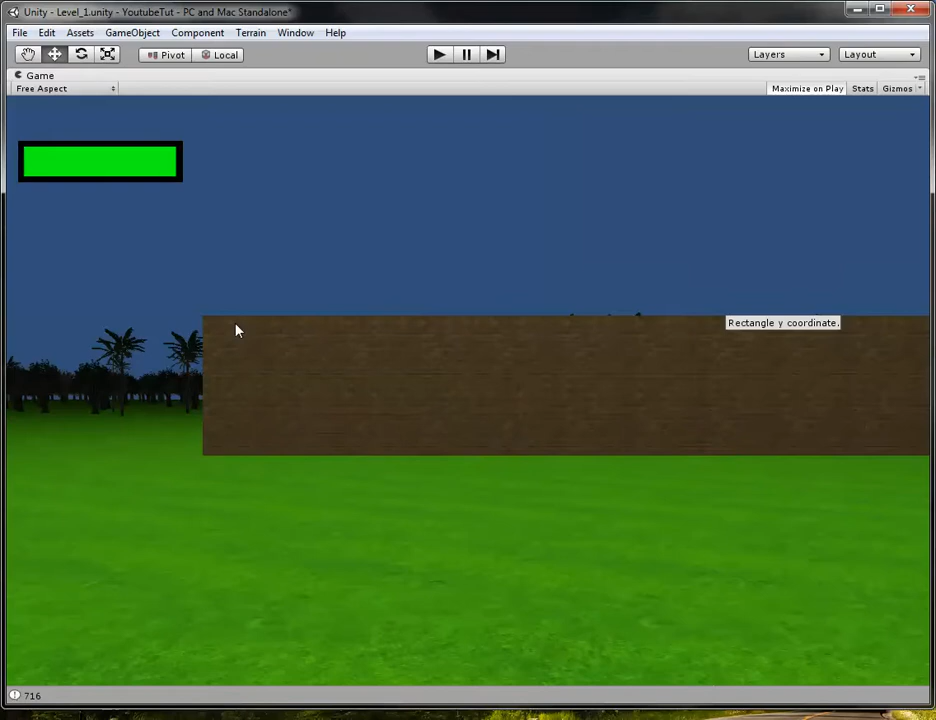 Unity - Level_1.unity - YoutubeTut - PC and Mac Standalone*
File Edit Assets GameObject Component Terrain Window Help
Pivot Local Layers Layout
Game
Free Aspect Maximize on Play Stats Gizmos
Rectangle y coordinate.
716